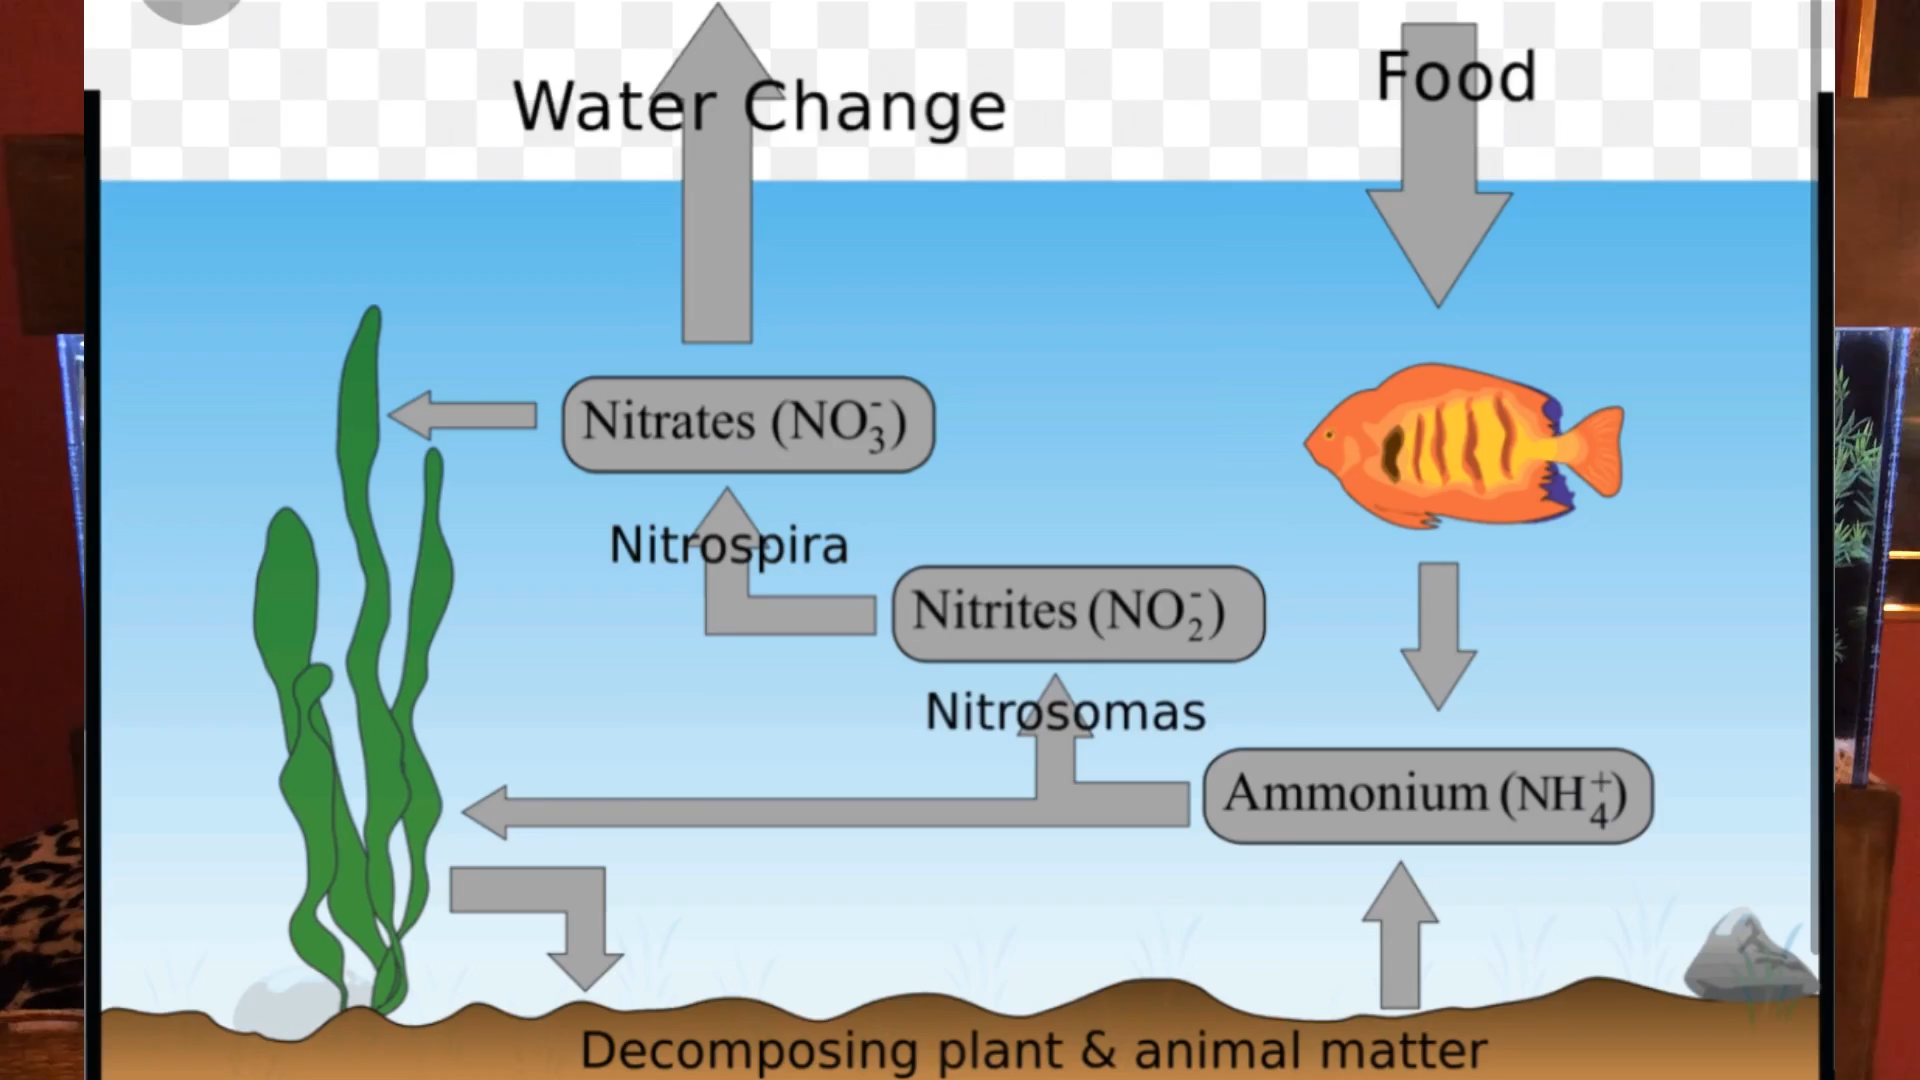 Water Change
Food
Nitrates (NO₃⁻)
Nitrospira
Nitrites (NO₂⁻)
Nitrosomas
Ammonium (NH₄⁺)
Decomposing plant & animal matter